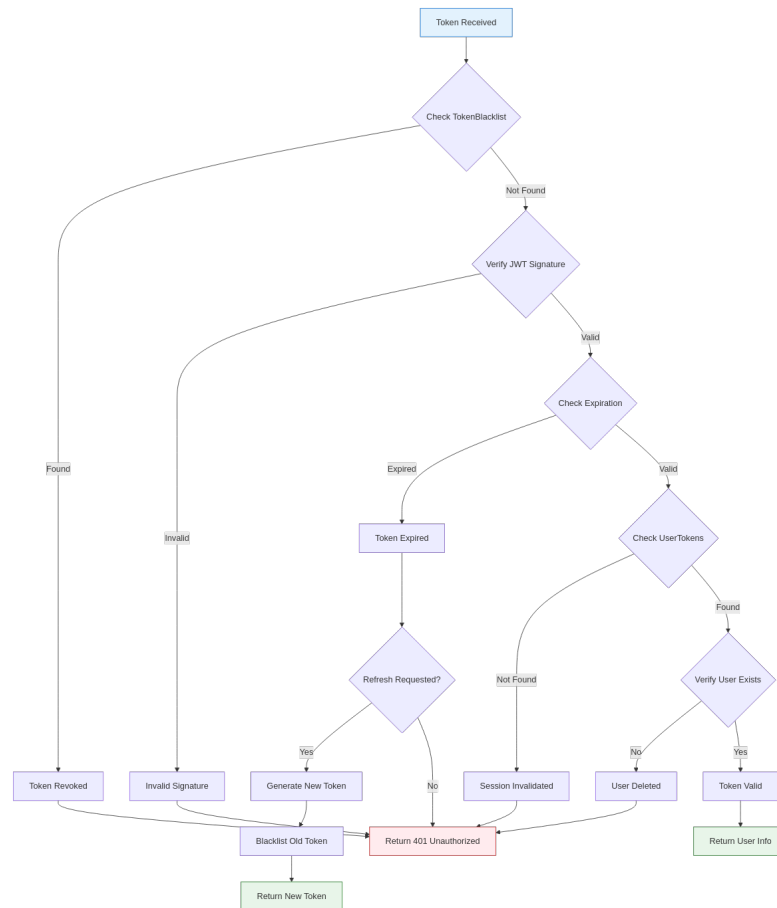 Token Received
Check TokenBlacklist
Not Found
Verify JWT Signature
Valid
Check Expiration
Found
Expired
Valid
Invalid
Token Expired
Check UserTokens
Found
Refresh Requested?
Not Found
Verify User Exists
Yes
No
No
Yes
Token Revoked
Invalid Signature
Generate New Token
Session Invalidated
User Deleted
Token Valid
Blacklist Old Token
Return 401 Unauthorized
Return User Info
Return New Token